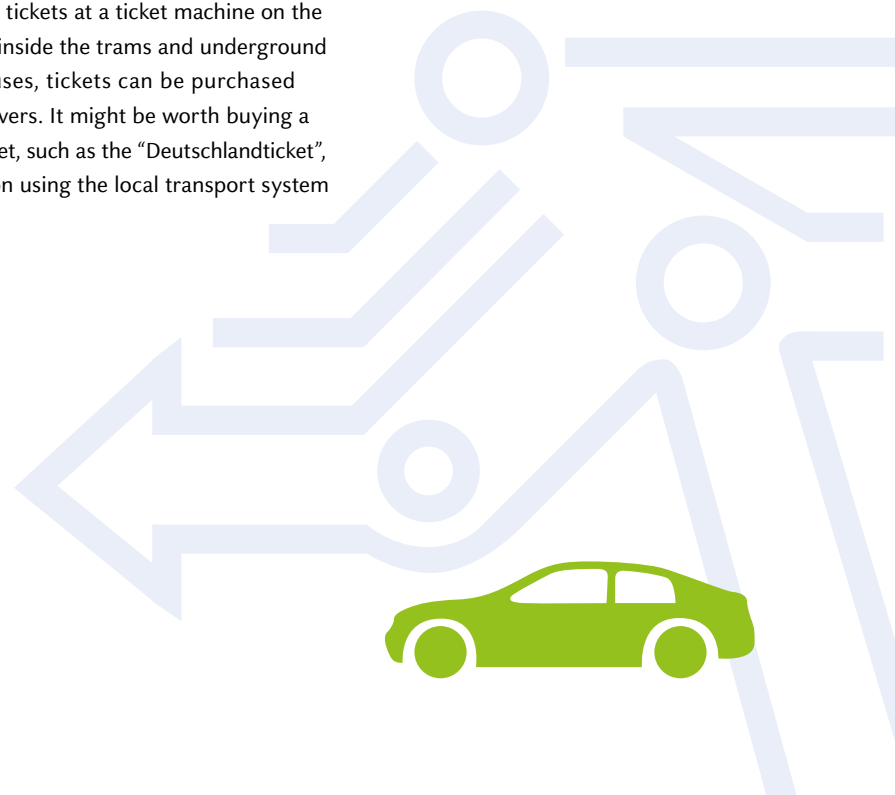 tickets at a ticket machine on the
inside the trams and underground
uses, tickets can be purchased
vers. It might be worth buying a
et, such as the “Deutschlandticket”,
on using the local transport system